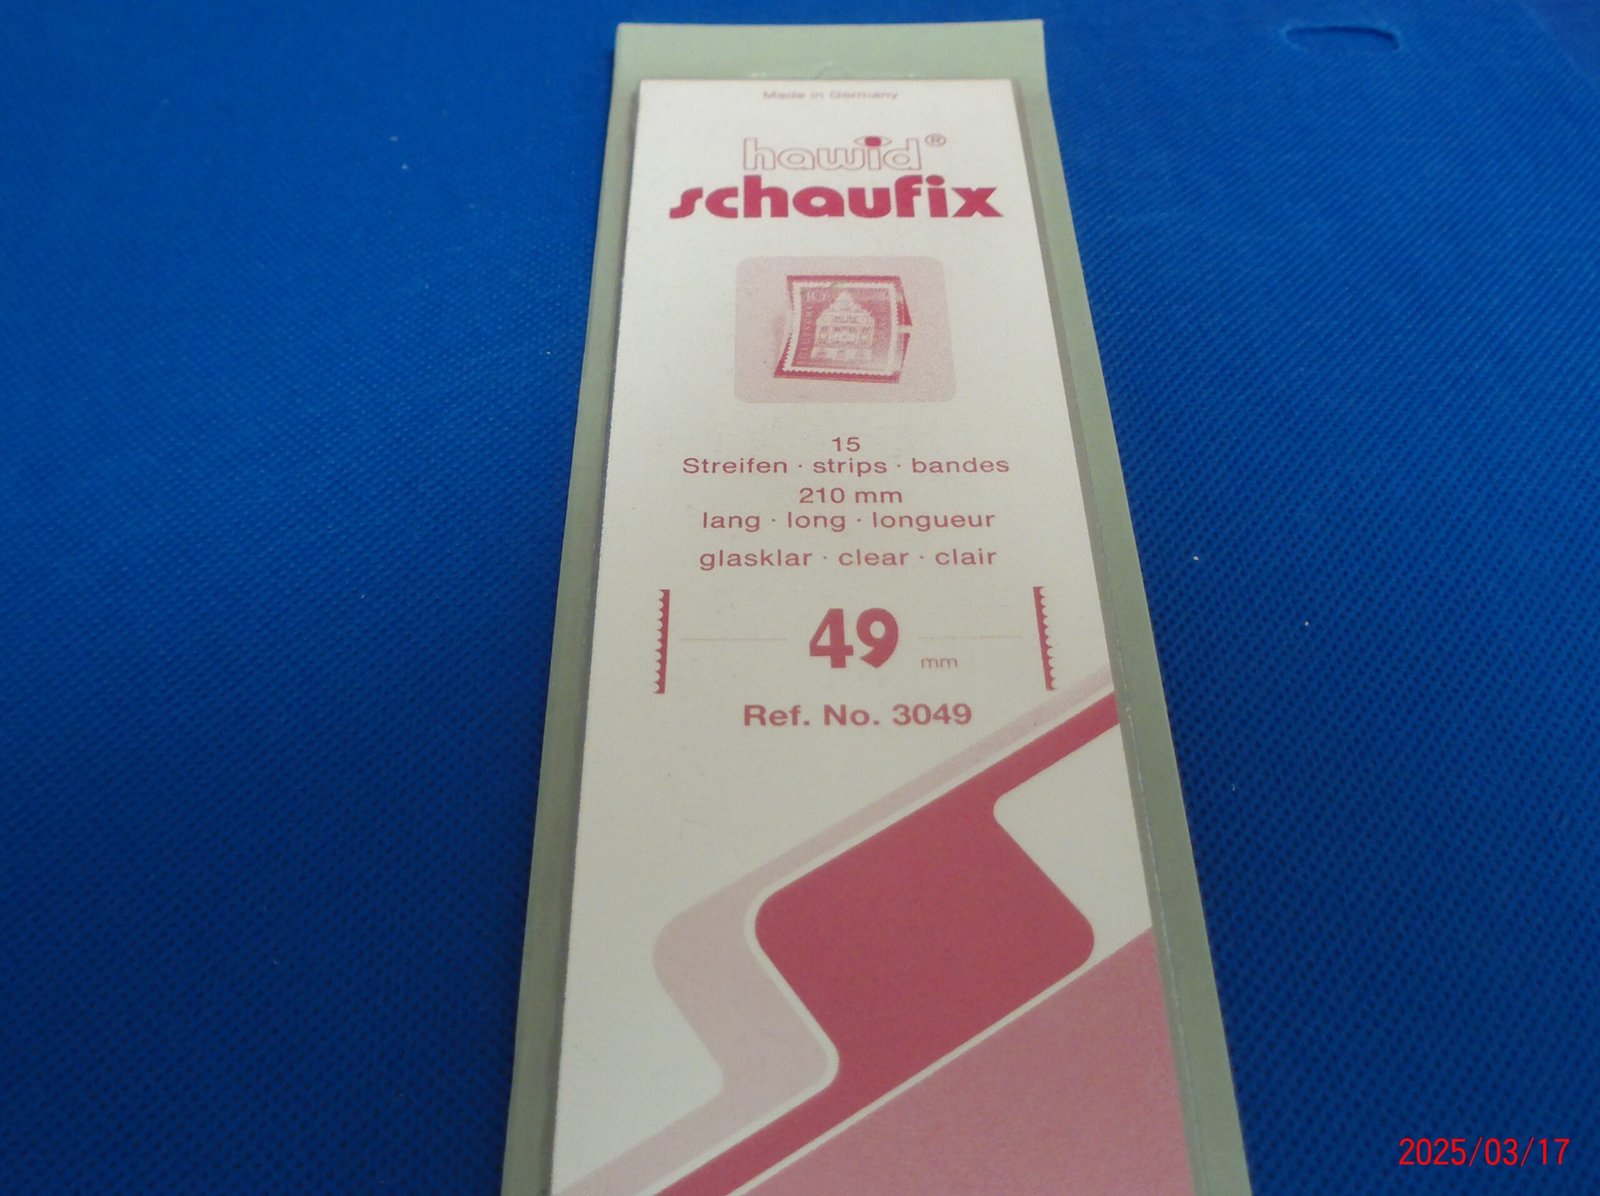 Made in Germany
hawid®
schaufix
15
Streifen · strips · bandes
210 mm
lang · long · longueur
glasklar · clear · clair
49 mm
Ref. No. 3049
2025/03/17